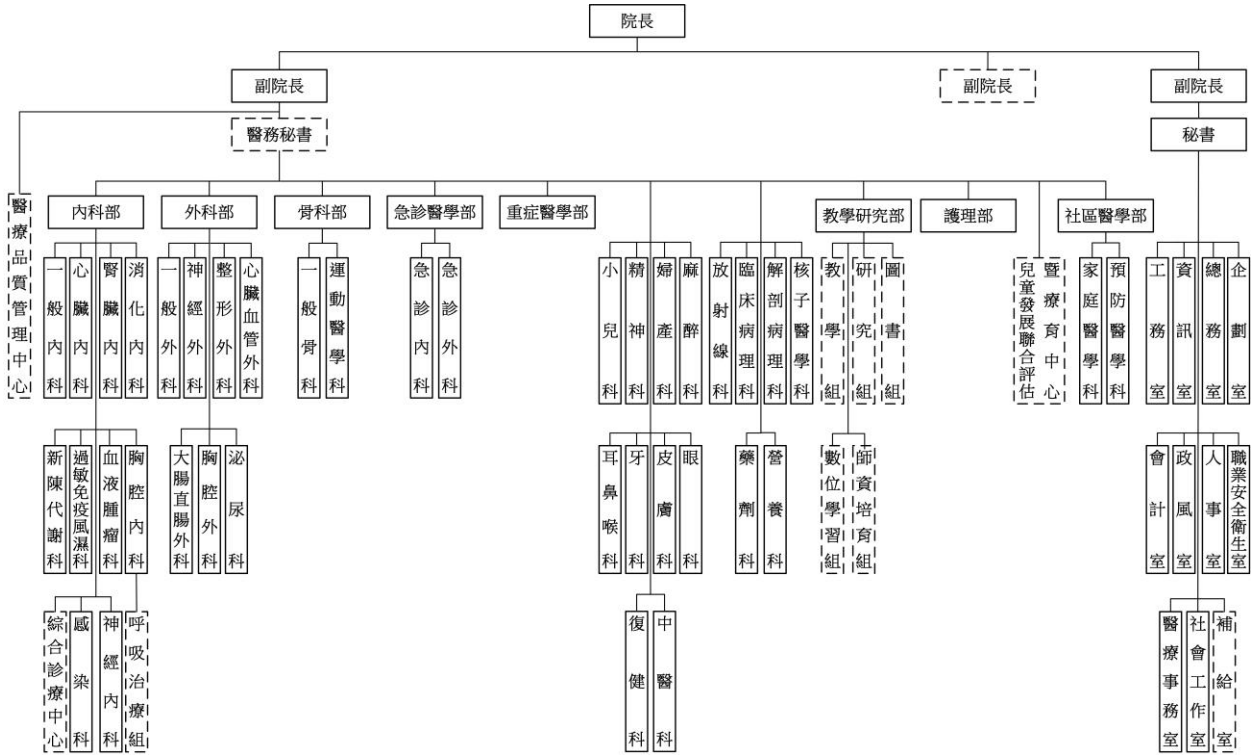 院長
副院長
副院長
副院長
醫務秘書
秘書
醫療品質管理中心
內科部
外科部
骨科部
急診醫學部
重症醫學部
教學研究部
護理部
社區醫學部
一般內科
心臟內科
腎臟內科
消化內科
一般外科
神經外科
整形外科
心臟血管外科
一般骨科
運動醫學科
急診內科
急診外科
小兒科
精神科
婦產科
麻醉科
放射線科
臨床病理科
解剖病理科
核子醫學科
教學組
研究組
圖書組
兒童發展聯合評估
暨療育中心
家庭醫學科
預防醫學科
工務室
資訊室
總務室
企劃室
新陳代謝科
過敏免疫風濕科
血液腫瘤科
胸腔內科
大腸直腸外科
胸腔外科
泌尿科
耳鼻喉科
牙科
皮膚科
眼科
藥劑科
營養科
數位學習組
師資培育組
會計室
政風室
人事室
職業安全衛生室
綜合診療中心
感染科
神經內科
呼吸治療組
復健科
中醫科
醫療事務室
社會工作室
補給室